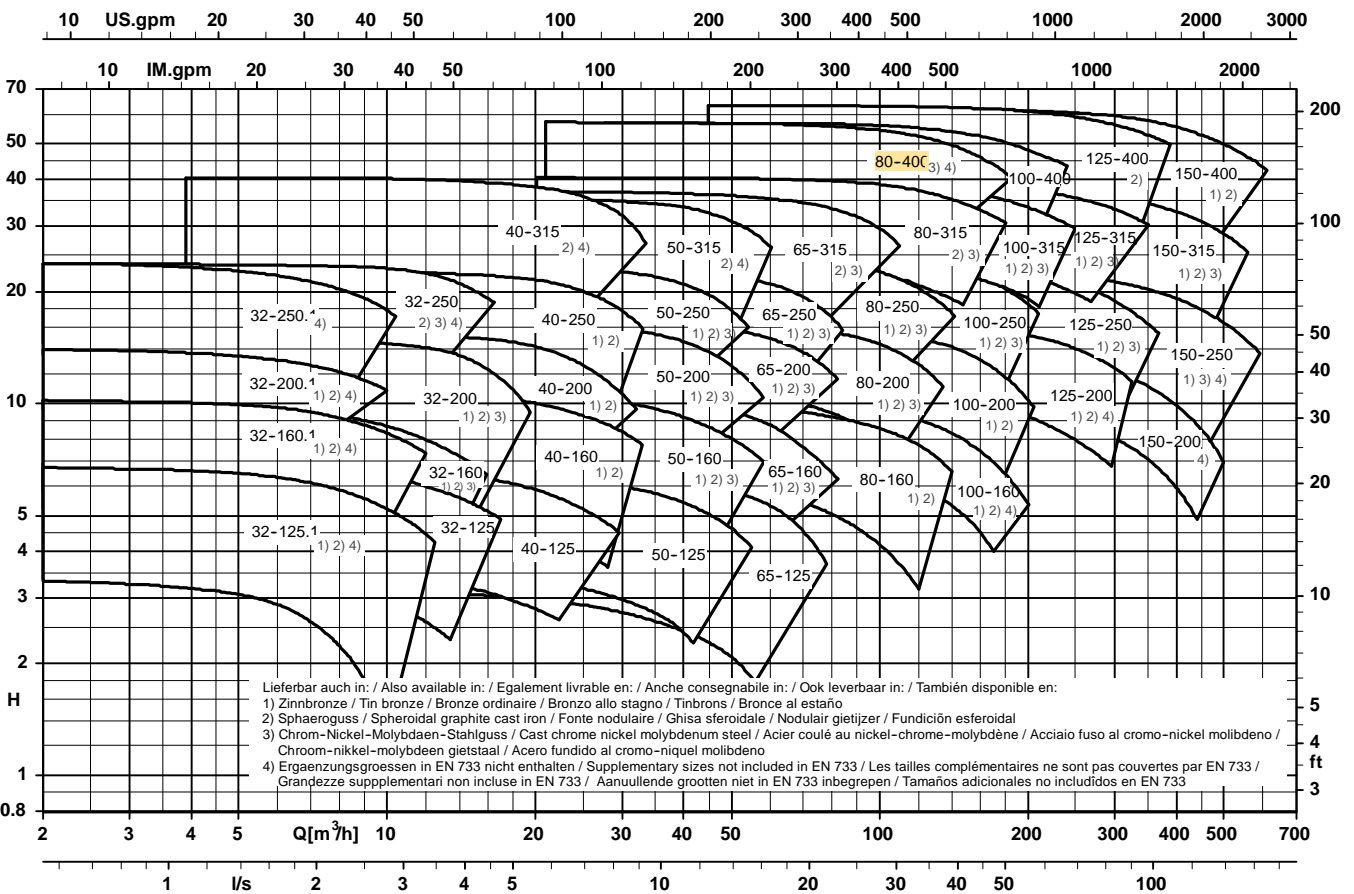 10 US.gpm 20 30 40 50 100 200 300 400 500 1000 2000 3000
10 IM.gpm 20 30 40 50 100 200 300 400 500 1000 2000
70
50
40
30
20
10
5
4
3
2
H
1
0.8
200
100
50
40
30
20
10
5
4
ft
3
80-400 3) 4)
100-400
125-400 2)
150-400 1) 2)
40-315 2) 4)
50-315 2) 4)
65-315 2) 3)
80-315 2) 3)
100-315 1) 2) 3)
125-315 1) 2) 3)
150-315 1) 2) 3)
32-250.1 4)
32-250 2) 3) 4)
40-250 1) 2)
50-250 1) 2) 3)
65-250 1) 2) 3)
80-250 1) 2) 3)
100-250 1) 2) 3)
125-250 1) 2) 3)
150-250 1) 3) 4)
32-200.1 1) 2) 4)
32-200 1) 2) 3)
40-200 1) 2)
50-200 1) 2) 3)
65-200 1) 2) 3)
80-200 1) 2) 3)
100-200 1) 2)
125-200 1) 2) 4)
150-200 4)
32-160.1 1) 2) 4)
32-160 1) 2) 3)
40-160 1) 2)
50-160 1) 2) 3)
65-160 1) 2) 3)
80-160 1) 2)
100-160 1) 2) 4)
32-125.1 1) 2) 4)
32-125
40-125
50-125
65-125
Lieferbar auch in: / Also available in: / Egalement livrable en: / Anche consegnabile in: / Ook leverbaar in: / También disponible en:
1) Zinnbronze / Tin bronze / Bronze ordinaire / Bronzo allo stagno / Tinbrons / Bronce al estaño
2) Sphaeroguss / Spheroidal graphite cast iron / Fonte nodulaire / Ghisa sferoidale / Nodulair gietijzer / Fundición esferoidal
3) Chrom-Nickel-Molybdaen-Stahlguss / Cast chrome nickel molybdenum steel / Acier coulé au nickel-chrome-molybdène / Acciaio fuso al cromo-nickel molibdeno /
Chroom-nikkel-molybdeen gietstaal / Acero fundido al cromo-niquel molibdeno
4) Ergaenzungsgroessen in EN 733 nicht enthalten / Supplementary sizes not included in EN 733 / Les tailles complémentaires ne sont pas couvertes par EN 733 /
Grandezze suppplementari non incluse in EN 733 / Aanuullende grootten niet in EN 733 inbegrepen / Tamaños adicionales no includîdos en EN 733
2 3 4 5 Q[m³/h] 10 20 30 40 50 100 200 300 400 500 700
1 l/s 2 3 4 5 10 20 30 40 50 100